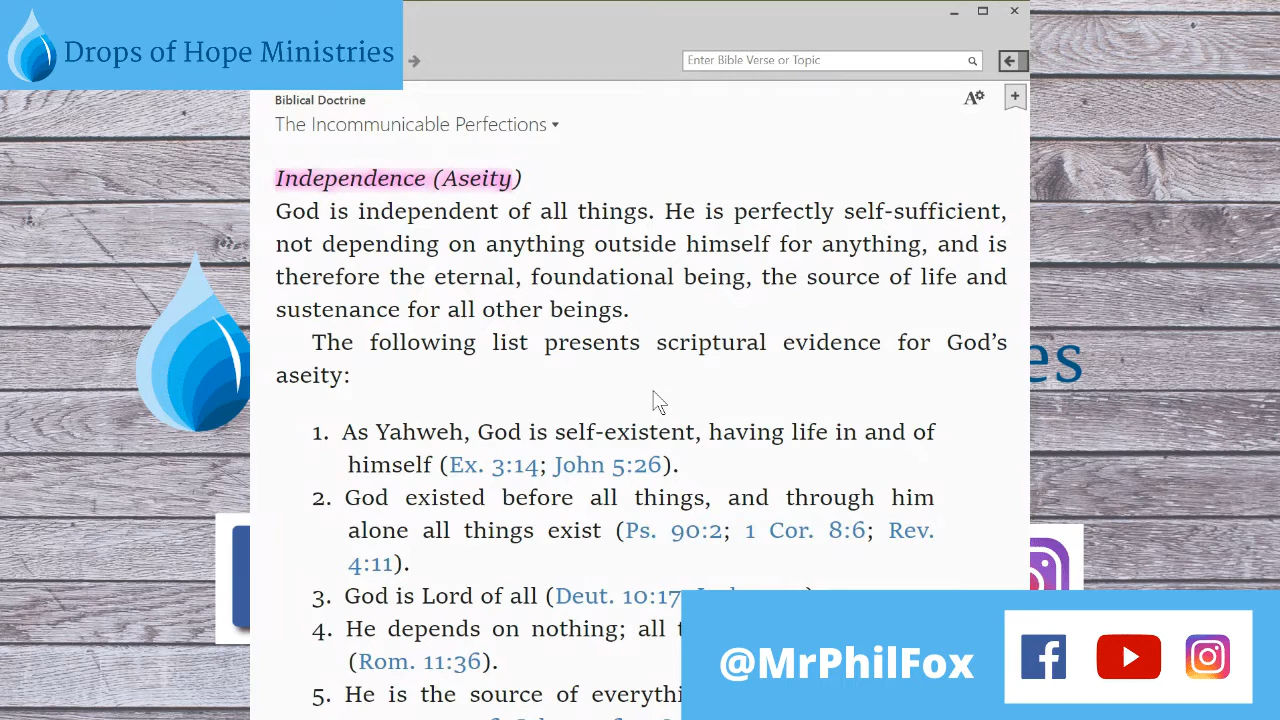 Drops of Hope Ministries
Enter Bible Verse or Topic
Biblical Doctrine
The Incommunicable Perfections
Independence (Aseity)
God is independent of all things. He is perfectly self-sufficient,
not depending on anything outside himself for anything, and is
therefore the eternal, foundational being, the source of life and
sustenance for all other beings.
The following list presents scriptural evidence for God's
aseity:
1. As Yahweh, God is self-existent, having life in and of
himself (Ex. 3:14; John 5:26).
2. God existed before all things, and through him
alone all things exist (Ps. 90:2; 1 Cor. 8:6; Rev.
4:11).
3. God is Lord of all (Deut. 10:17
4. He depends on nothing; all
(Rom. 11:36).
5. He is the source of
@MrPhilFox